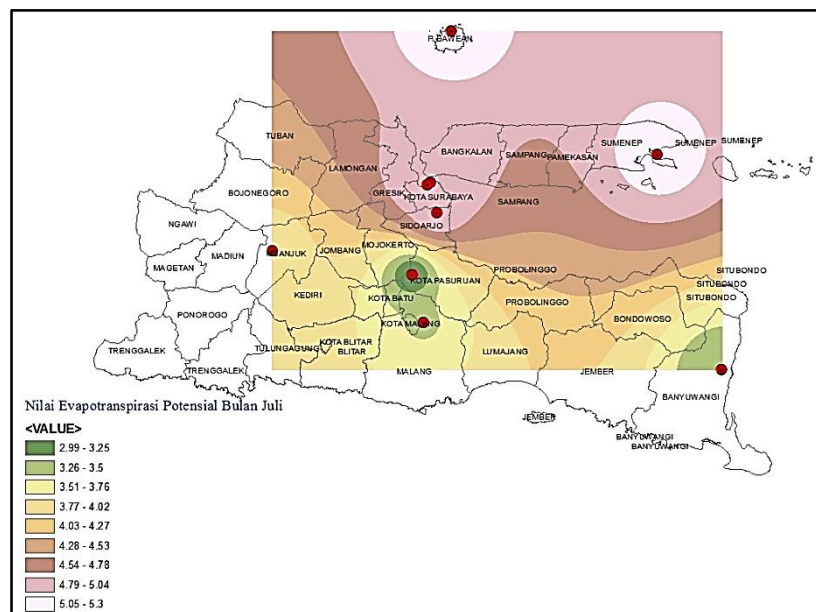 P. BAWEAN
TUBAN
LAMONGAN
BANGKALAN
SAMPANG
PAMEKASAN
SUMENEP
SUMENEP
SUMENEP
BOJONEGORO
GRESIK
KOTA SURABAYA
SAMPANG
SIDOARJO
NGAWI
MADIUN
NGANJUK
JOMBANG
MOJOKERTO
MAGETAN
KOTA PASURUAN
PROBOLINGGO
SITUBONDO
SITUBONDO
SITUBONDO
KEDIRI
KOTA BATU
PROBOLINGGO
BONDOWOSO
PONOROGO
KOTA MALANG
TRENGGALEK
TULUNGAGUNG
KOTA BLITAR
BLITAR
LUMAJANG
TRENGGALEK
MALANG
JEMBER
BANYUWANGI
JEMBER
BANYUWANGI
BANYUWANGI
Nilai Evapotranspirasi Potensial Bulan Juli
<VALUE>
2.99 - 3.25
3.26 - 3.5
3.51 - 3.76
3.77 - 4.02
4.03 - 4.27
4.28 - 4.53
4.54 - 4.78
4.79 - 5.04
5.05 - 5.3